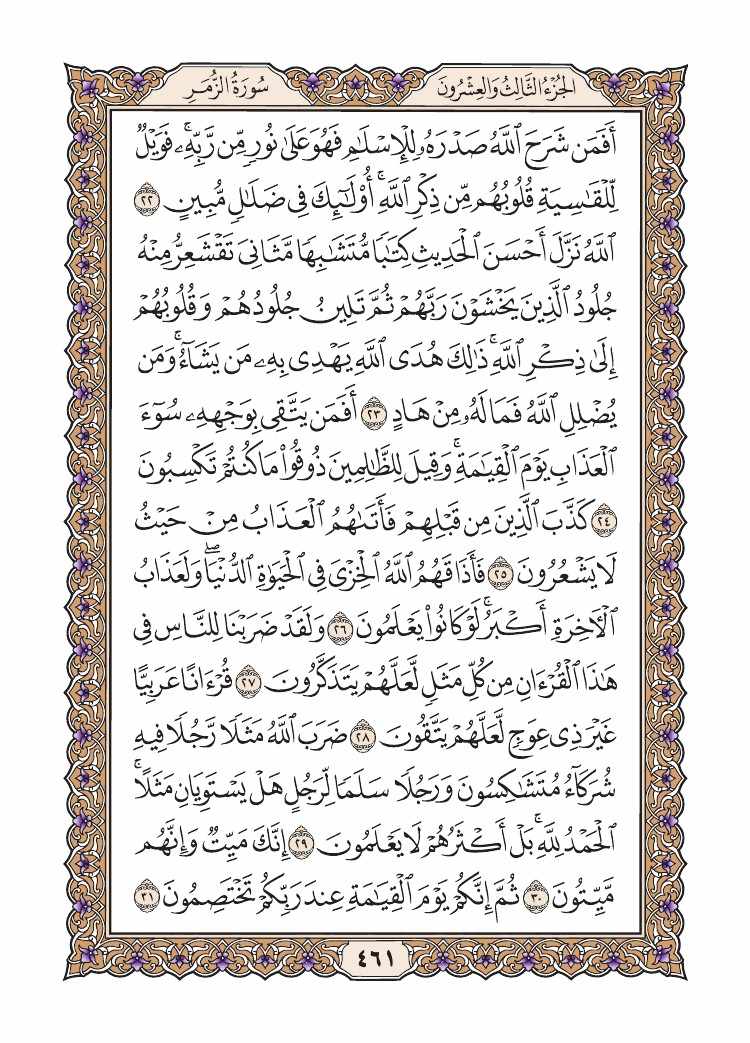 الجُزْءُ الثَّالِثُ وَالعِشْرُونَ
سُورَةُ الزُّمَرِ
أَفَمَن شَرَحَ ٱللَّهُ صَدْرَهُۥ لِلْإِسْلَٰمِ فَهُوَ عَلَىٰ نُورٍ مِّن رَّبِّهِۦۚ فَوَيْلٌ
لِّلْقَٰسِيَةِ قُلُوبُهُم مِّن ذِكْرِ ٱللَّهِۚ أُو۟لَٰٓئِكَ فِى ضَلَٰلٍ مُّبِينٍ ٢٢
ٱللَّهُ نَزَّلَ أَحْسَنَ ٱلْحَدِيثِ كِتَٰبًا مُّتَشَٰبِهًا مَّثَانِىَ تَقْشَعِرُّ مِنْهُ
جُلُودُ ٱلَّذِينَ يَخْشَوْنَ رَبَّهُمْ ثُمَّ تَلِينُ جُلُودُهُمْ وَقُلُوبُهُمْ
إِلَىٰ ذِكْرِ ٱللَّهِۚ ذَٰلِكَ هُدَى ٱللَّهِ يَهْدِى بِهِۦ مَن يَشَآءُۚ وَمَن
يُضْلِلِ ٱللَّهُ فَمَا لَهُۥ مِنْ هَادٍ ٢٣ أَفَمَن يَتَّقِى بِوَجْهِهِۦ سُوٓءَ
ٱلْعَذَابِ يَوْمَ ٱلْقِيَٰمَةِۚ وَقِيلَ لِلظَّٰلِمِينَ ذُوقُوا۟ مَا كُنتُمْ تَكْسِبُونَ
٢٤ كَذَّبَ ٱلَّذِينَ مِن قَبْلِهِمْ فَأَتَىٰهُمُ ٱلْعَذَابُ مِنْ حَيْثُ
لَا يَشْعُرُونَ ٢٥ فَأَذَاقَهُمُ ٱللَّهُ ٱلْخِزْىَ فِى ٱلْحَيَوٰةِ ٱلدُّنْيَاۖ وَلَعَذَابُ
ٱلْءَاخِرَةِ أَكْبَرُۚ لَوْ كَانُوا۟ يَعْلَمُونَ ٢٦ وَلَقَدْ ضَرَبْنَا لِلنَّاسِ فِى
هَٰذَا ٱلْقُرْءَانِ مِن كُلِّ مَثَلٍ لَّعَلَّهُمْ يَتَذَكَّرُونَ ٢٧ قُرْءَانًا عَرَبِيًّا
غَيْرَ ذِى عِوَجٍ لَّعَلَّهُمْ يَتَّقُونَ ٢٨ ضَرَبَ ٱللَّهُ مَثَلًا رَّجُلًا فِيهِ
شُرَكَآءُ مُتَشَٰكِسُونَ وَرَجُلًا سَلَمًا لِّرَجُلٍ هَلْ يَسْتَوِيَانِ مَثَلًاۚ
ٱلْحَمْدُ لِلَّهِۚ بَلْ أَكْثَرُهُمْ لَا يَعْلَمُونَ ٢٩ إِنَّكَ مَيِّتٌ وَإِنَّهُم
مَّيِّتُونَ ٣٠ ثُمَّ إِنَّكُمْ يَوْمَ ٱلْقِيَٰمَةِ عِندَ رَبِّكُمْ تَخْتَصِمُونَ ٣١
٤٦١